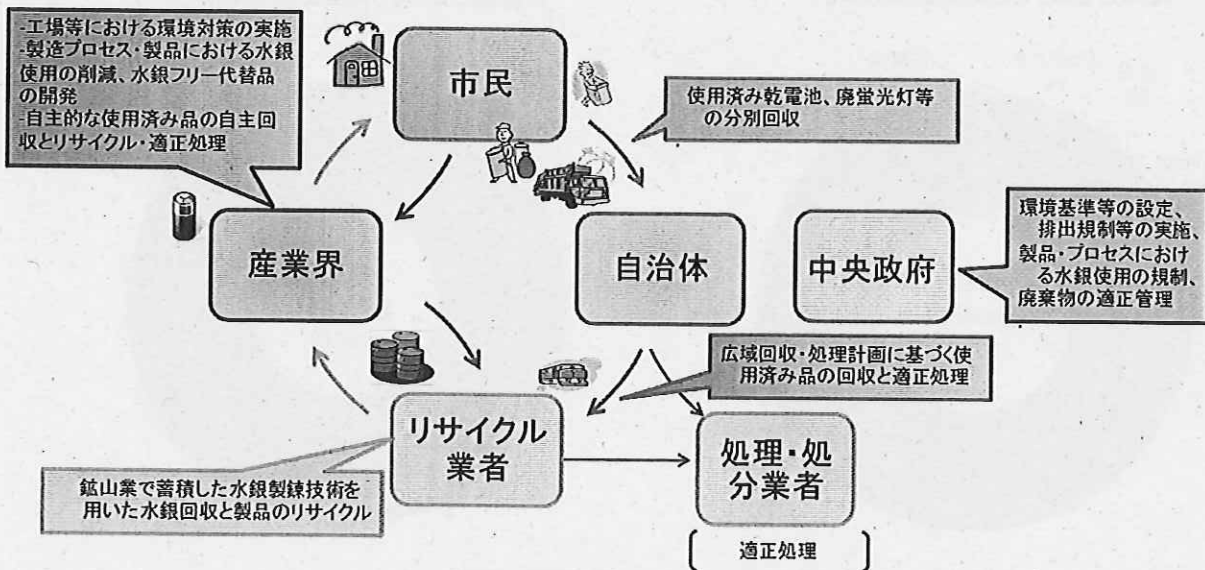 -工場等における環境対策の実施
-製造プロセス・製品における水銀
使用の削減、水銀フリー代替品
の開発
-自主的な使用済み品の自主回
収とリサイクル・適正処理
市民
使用済み乾電池、廃蛍光灯等
の分別回収
産業界
自治体
中央政府
環境基準等の設定、
排出規制等の実施、
製品・プロセスにおけ
る水銀使用の規制、
廃棄物の適正管理
広域回収・処理計画に基づく使
用済み品の回収と適正処理
リサイクル
業者
処理・処
分業者
鉱山業で蓄積した水銀製錬技術を
用いた水銀回収と製品のリサイクル
適正処理